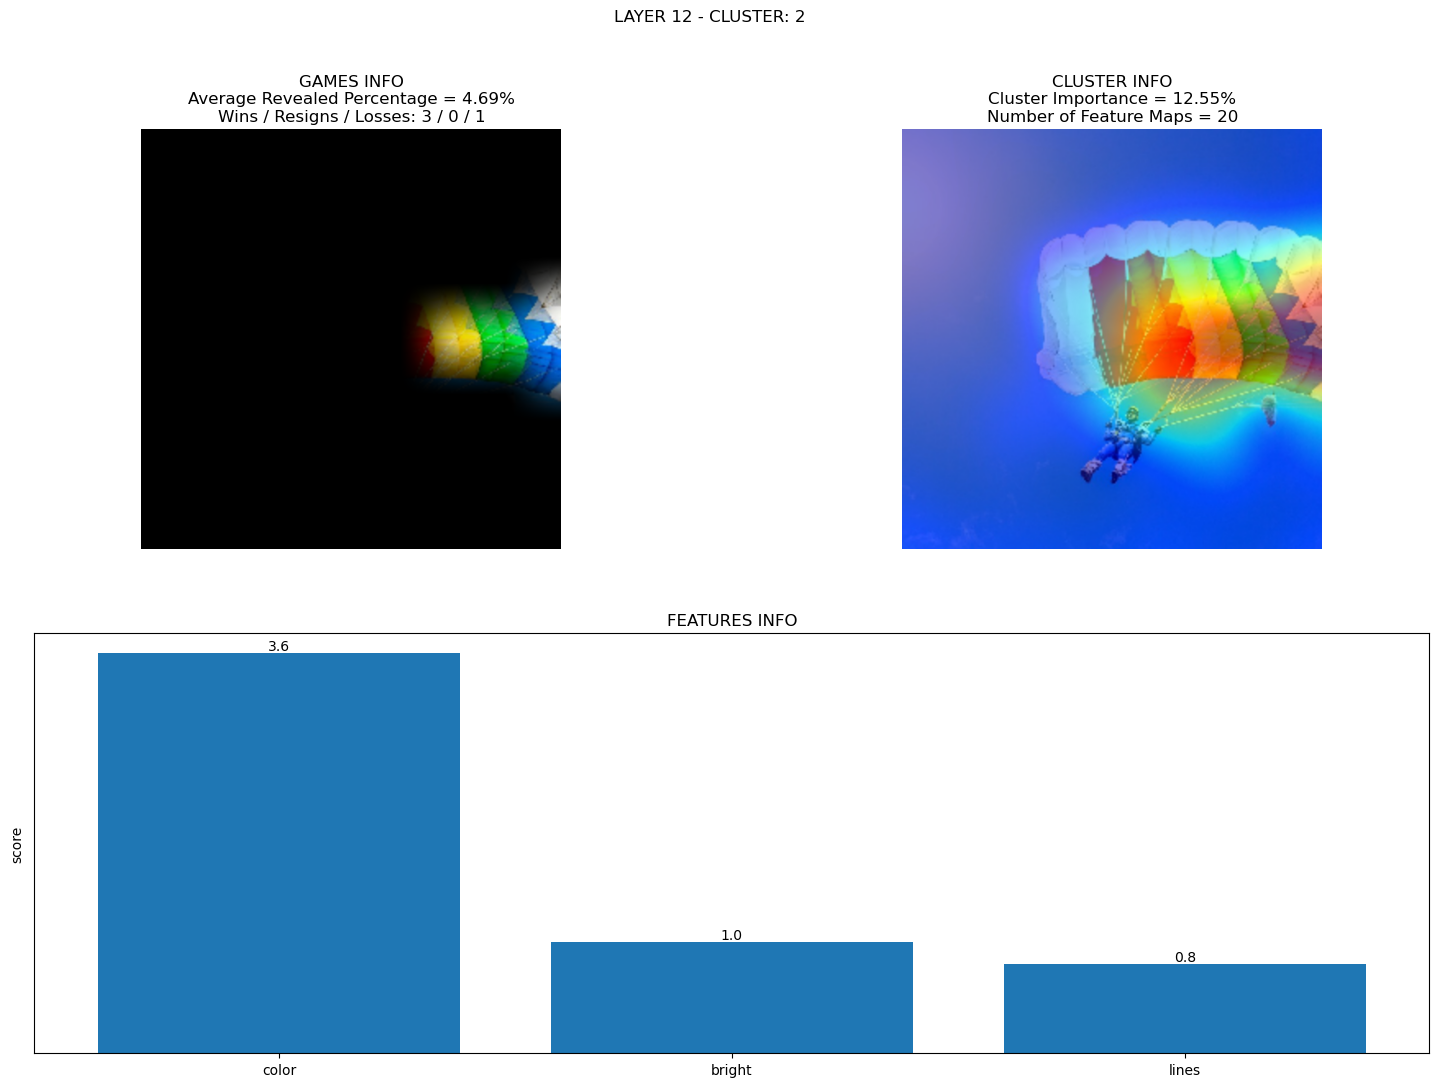 LAYER 12 - CLUSTER: 2
GAMES INFO
Average Revealed Percentage = 4.69%
Wins / Resigns / Losses: 3 / 0 / 1
CLUSTER INFO
Cluster Importance = 12.55%
Number of Feature Maps = 20
FEATURES INFO
score
3.6
1.0
0.8
color
bright
lines